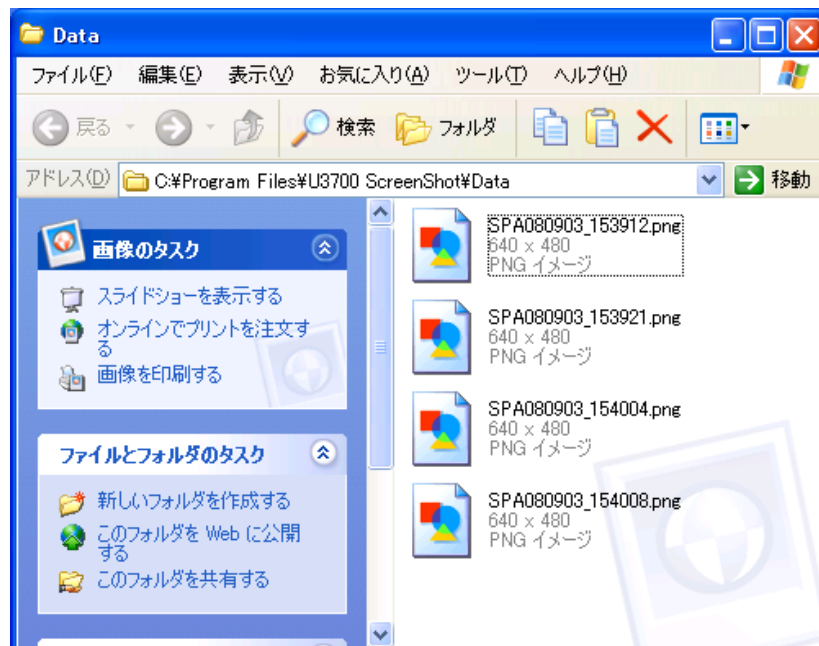 Data
ファイル(F) 編集(E) 表示(V) お気に入り(A) ツール(T) ヘルプ(H)
戻る 検索 フォルダ
アドレス(D) C:¥Program Files¥U3700 ScreenShot¥Data 移動
画像のタスク
スライドショーを表示する
オンラインでプリントを注文す
る
画像を印刷する
ファイルとフォルダのタスク
新しいフォルダを作成する
このフォルダを Web に公開
する
このフォルダを共有する
SPA080903_153912.png
640 x 480
PNG イメージ
SPA080903_153921.png
640 x 480
PNG イメージ
SPA080903_154004.png
640 x 480
PNG イメージ
SPA080903_154008.png
640 x 480
PNG イメージ